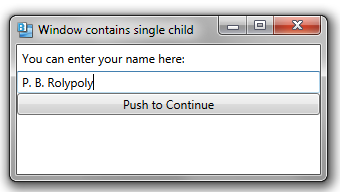 Window contains single child
You can enter your name here:
P. B. Rolypoly
Push to Continue